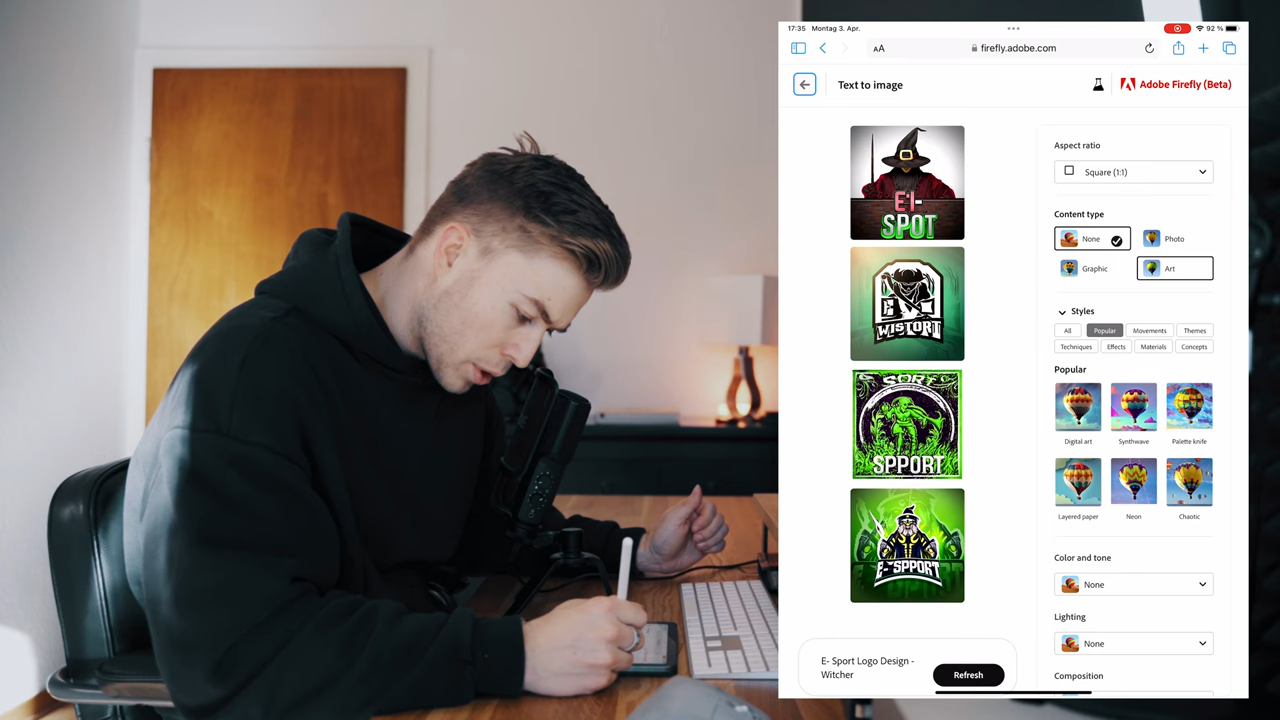 17:35 Montag 3. Apr.
92 %
AA
firefly.adobe.com
Text to image
Adobe Firefly (Beta)
E1-
SPOT
WISTORT
SORT
SPPORT
E-SPPORT
Aspect ratio
Square (1:1)
Content type
None
Photo
Graphic
Art
Styles
All
Popular
Movements
Themes
Techniques
Effects
Materials
Concepts
Popular
Digital art
Synthwave
Palette knife
Layered paper
Neon
Chaotic
Color and tone
None
Lighting
None
Composition
E- Sport Logo Design -
Witcher
Refresh